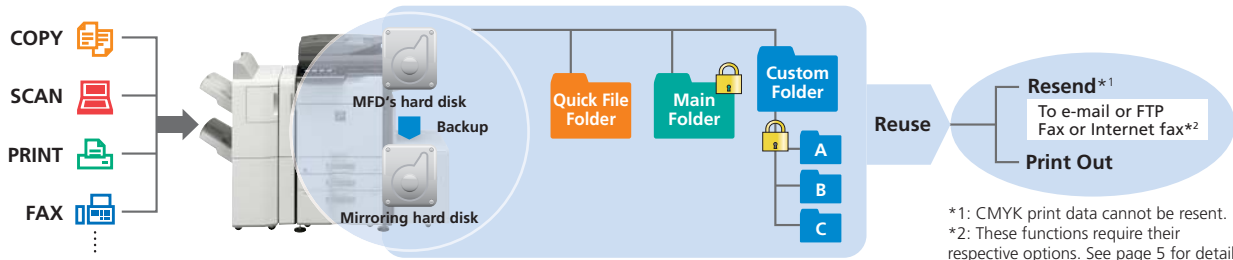 COPY
SCAN
PRINT
FAX
MFD's hard disk
Backup
Mirroring hard disk
Quick File
Folder
Main
Folder
Custom
Folder
A
B
C
Reuse
Resend*1
To e-mail or FTP
Fax or Internet fax*2
Print Out
*1: CMYK print data cannot be resent.
*2: These functions require their
respective options. See page 5 for detail